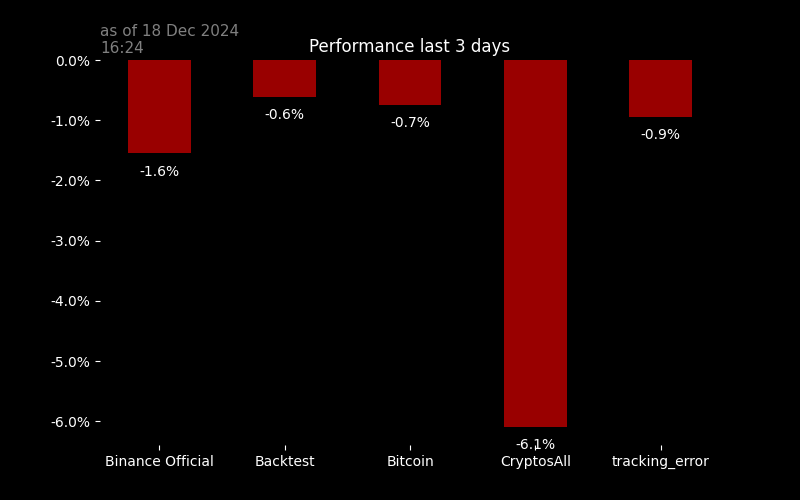 as of 18 Dec 2024
16:24
Performance last 3 days
0.0%
-1.0%
-2.0%
-3.0%
-4.0%
-5.0%
-6.0%
-1.6%
-0.6%
-0.7%
-6.1%
-0.9%
Binance Official
Backtest
Bitcoin
CryptosAll
tracking_error